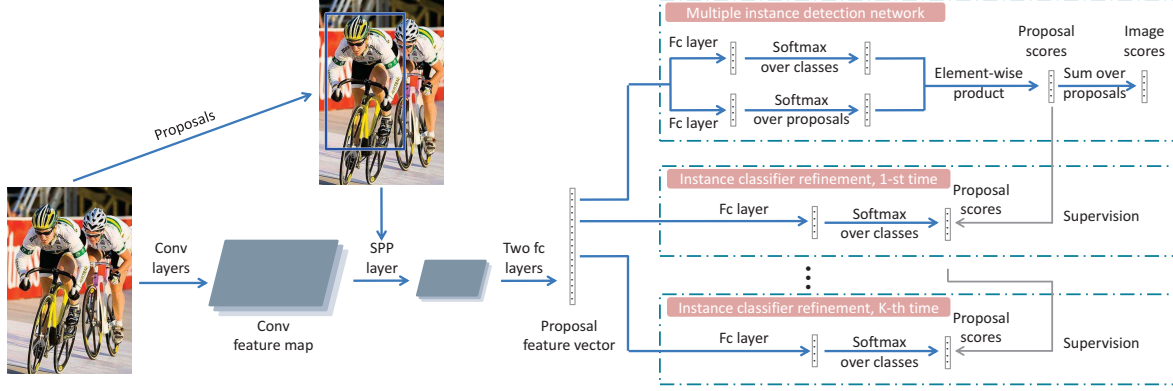 Multiple instance detection network
Fc layer
Softmax
over classes
Fc layer
Softmax
over proposals
Element-wise
product
Proposal
scores
Sum over
proposals
Image
scores
Proposals
Instance classifier refinement, 1-st time
Fc layer
Softmax
over classes
Proposal
scores
Supervision
Conv
layers
Conv
feature map
SPP
layer
Two fc
layers
Proposal
feature vector
Instance classifier refinement, K-th time
Fc layer
Softmax
over classes
Proposal
scores
Supervision